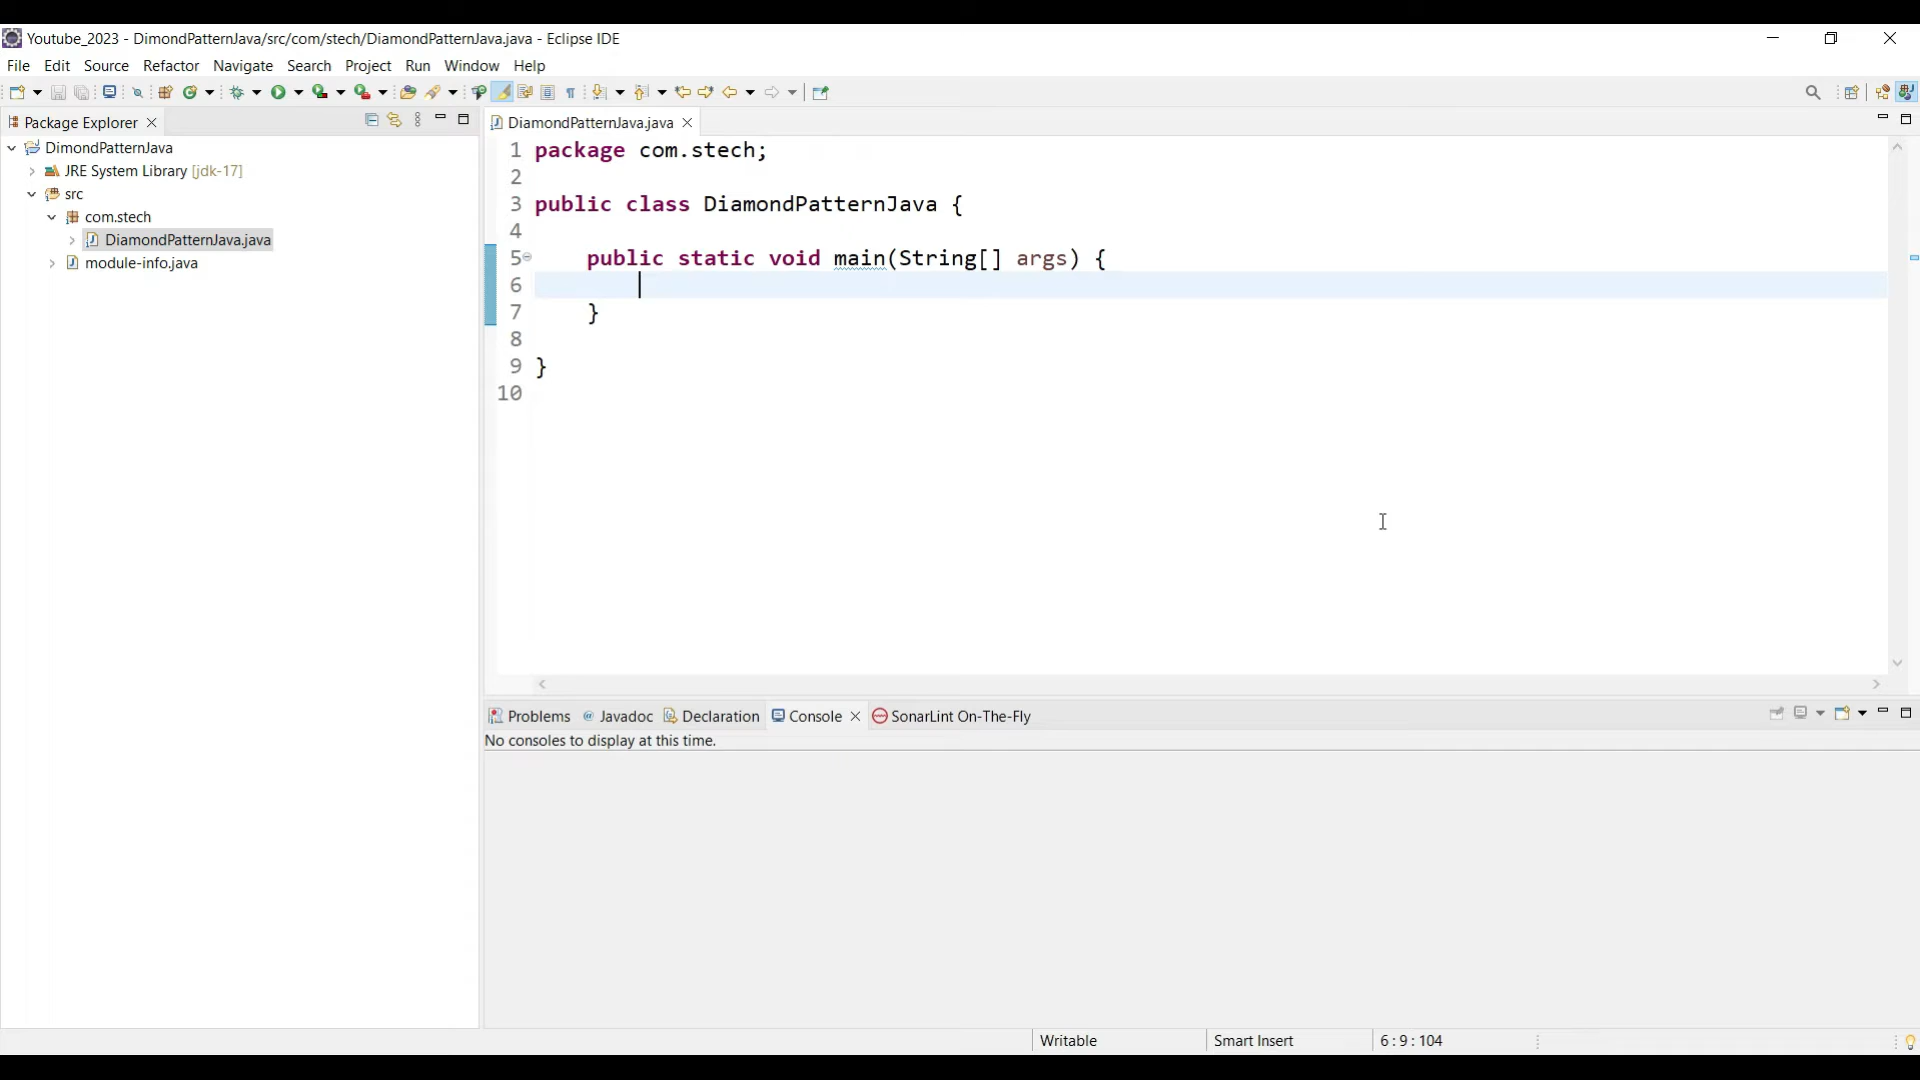 Youtube_2023 - DimondPatternJava/src/com/stech/DiamondPatternJava.java - Eclipse IDE
File Edit Source Refactor Navigate Search Project Run Window Help
Package Explorer
DimondPatternJava
JRE System Library [jdk-17]
src
com.stech
DiamondPatternJava.java
module-info.java
DiamondPatternJava.java
1 package com.stech;
2
3 public class DiamondPatternJava {
4
5 public static void main(String[] args) {
6
7 }
8
9 }
10
Problems Javadoc Declaration Console SonarLint On-The-Fly
No consoles to display at this time.
Writable Smart Insert 6 : 9 : 104